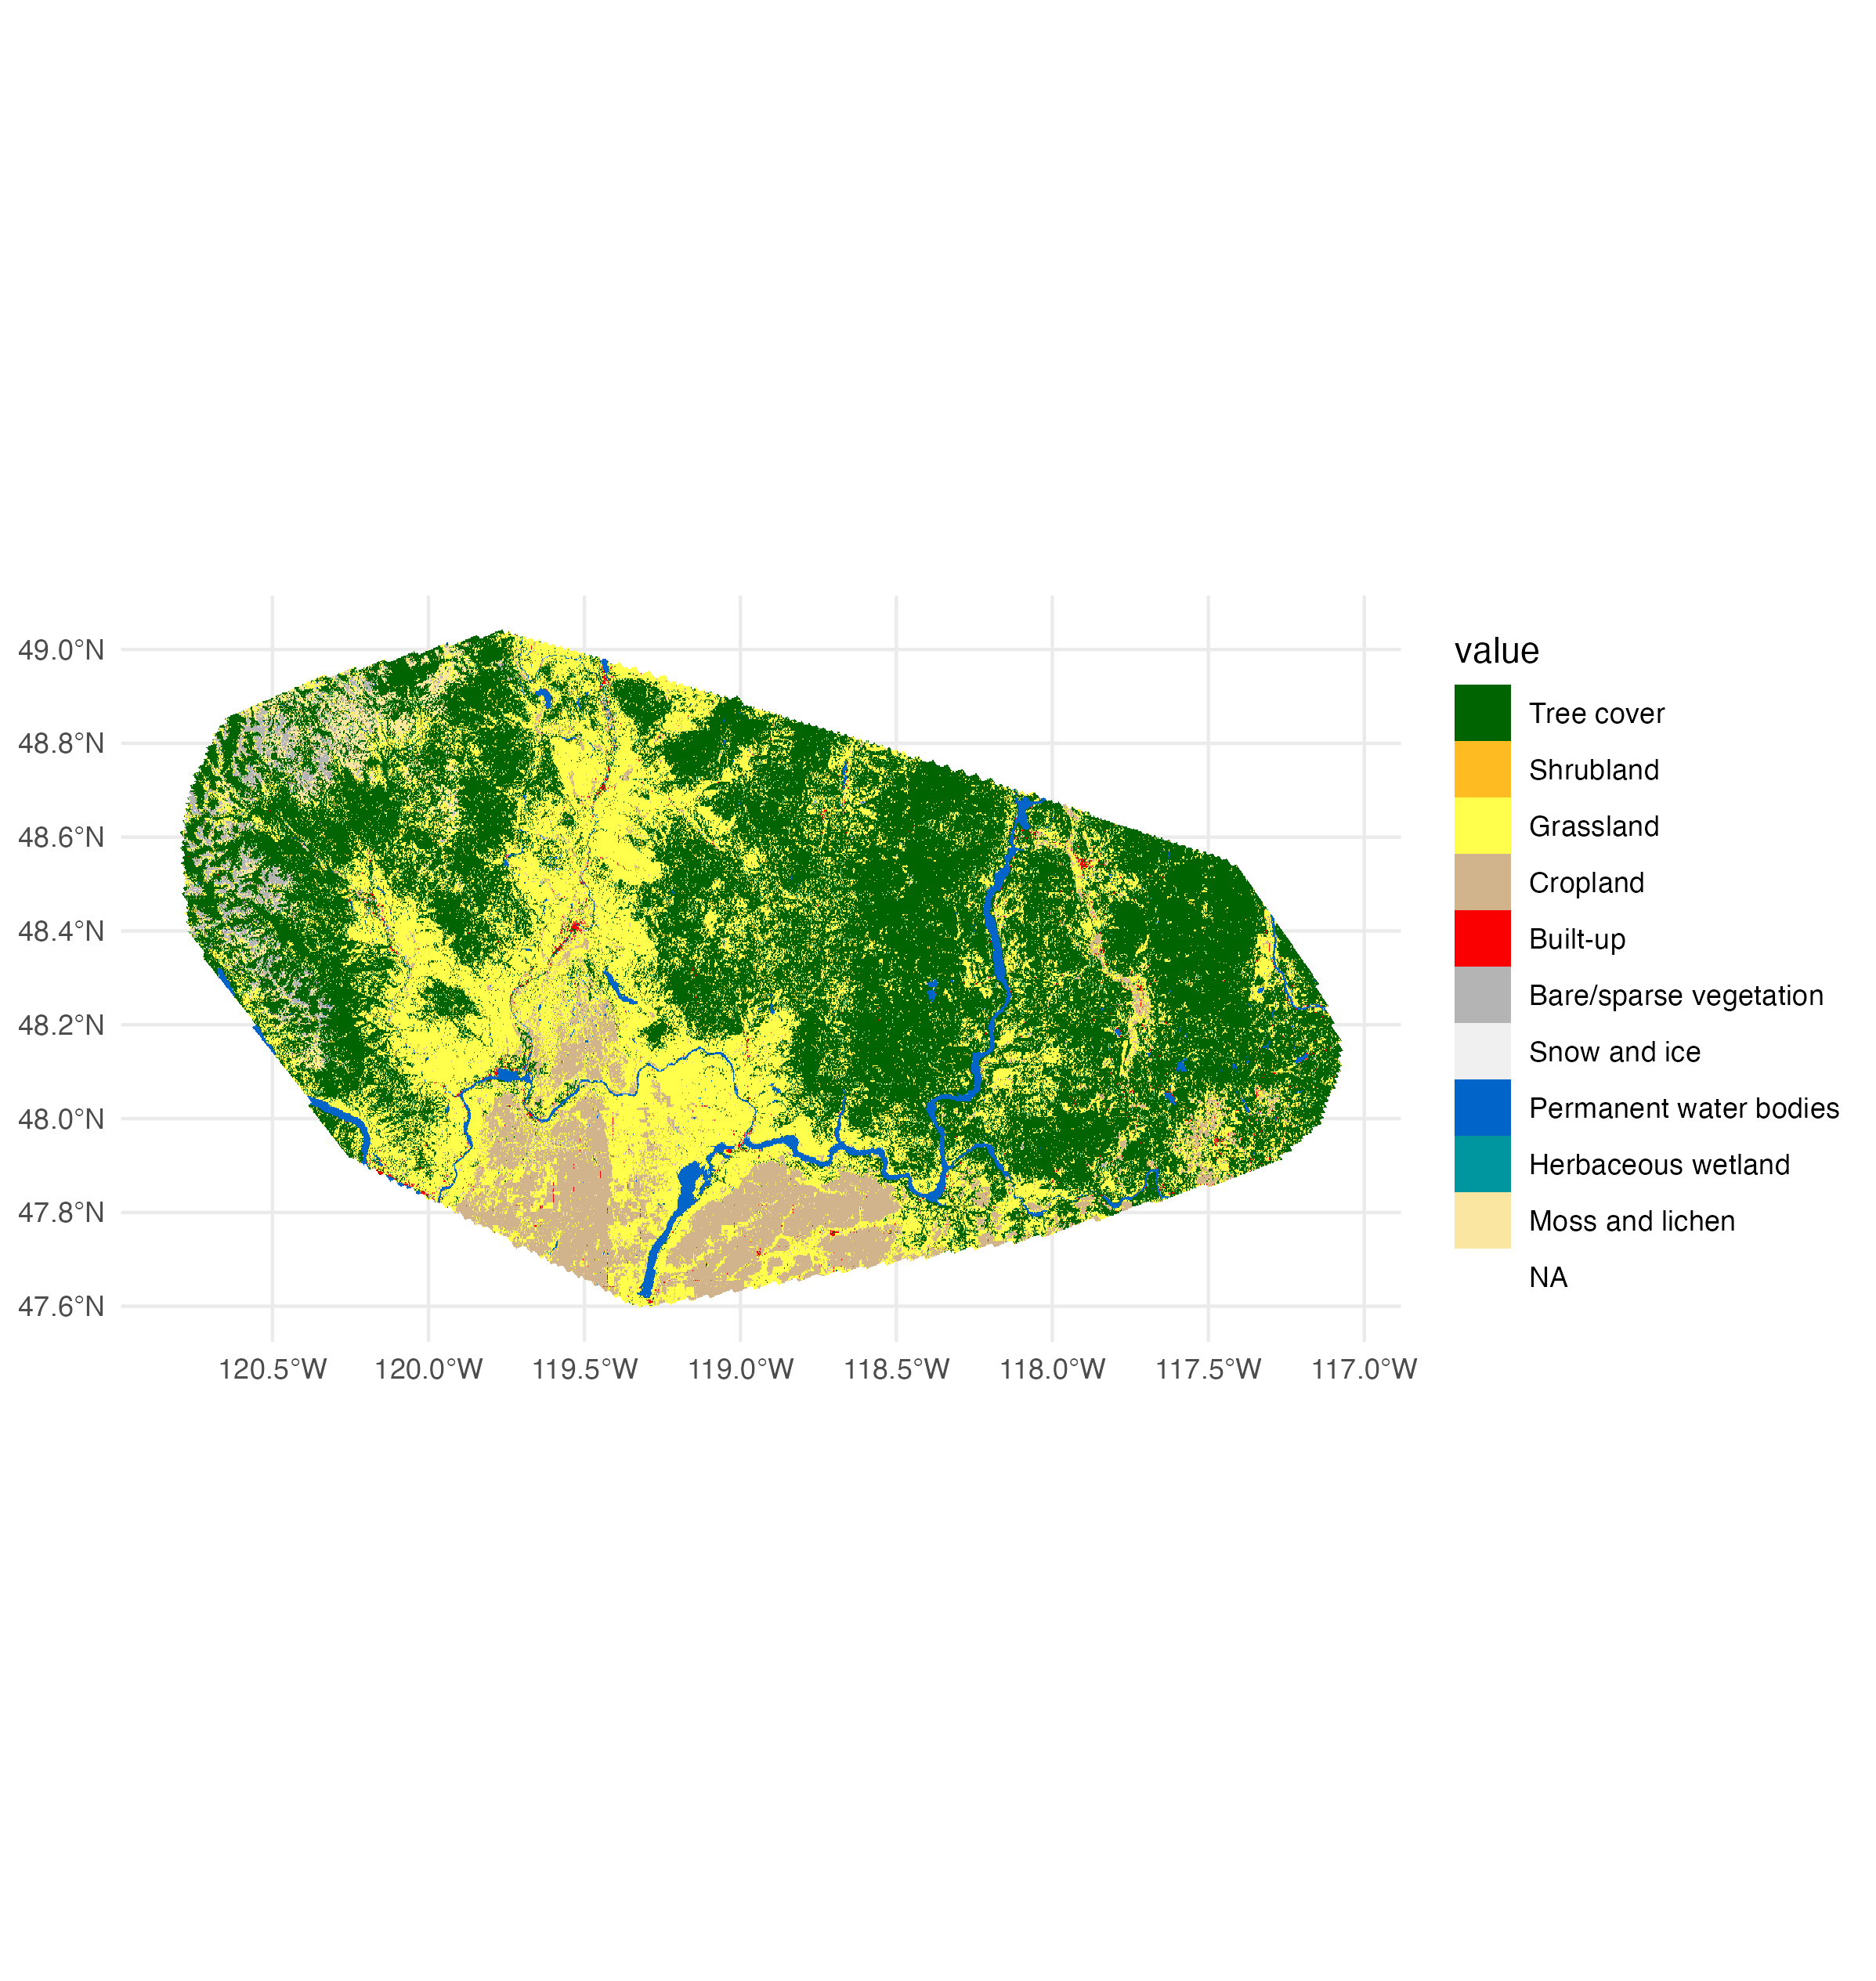 49.0°N
48.8°N
48.6°N
48.4°N
48.2°N
48.0°N
47.8°N
47.6°N
120.5°W 120.0°W 119.5°W 119.0°W 118.5°W 118.0°W 117.5°W 117.0°W
value
Tree cover
Shrubland
Grassland
Cropland
Built-up
Bare/sparse vegetation
Snow and ice
Permanent water bodies
Herbaceous wetland
Moss and lichen
NA